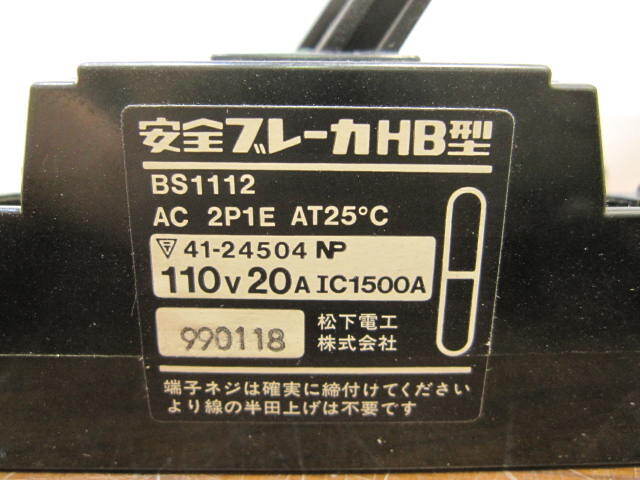 安全ブレーカHB型
BS1112
AC 2P1E AT25°C
〒 41-24504 NP
110V 20A IC1500A
990118
松下電工
株式会社
端子ネジは確実に締付けてください
より線の半田上げは不要です